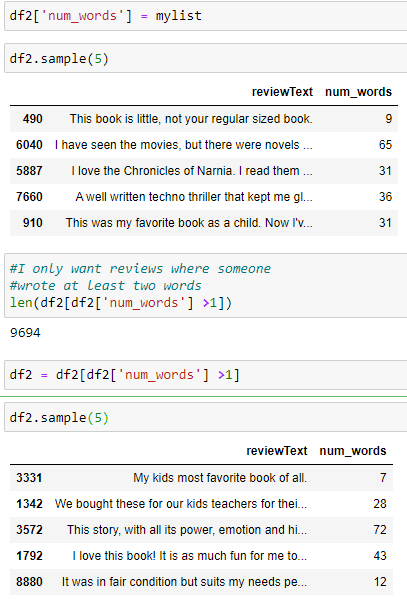 df2['num_words'] = mylist
df2.sample(5)
reviewText num_words
490 This book is little, not your regular sized book. 9
6040 I have seen the movies, but there were novels ... 65
5887 I love the Chronicles of Narnia. I read them ... 31
7660 A well written techno thriller that kept me gl... 36
910 This was my favorite book as a child. Now I'v... 31
#I only want reviews where someone
#wrote at least two words
len(df2[df2['num_words'] >1])
9694
df2 = df2[df2['num_words'] >1]
df2.sample(5)
reviewText num_words
3331 My kids most favorite book of all. 7
1342 We bought these for our kids teachers for thei... 28
3572 This story, with all its power, emotion and hi... 72
1792 I love this book! It is as much fun for me to... 43
8880 It was in fair condition but suits my needs pe... 12